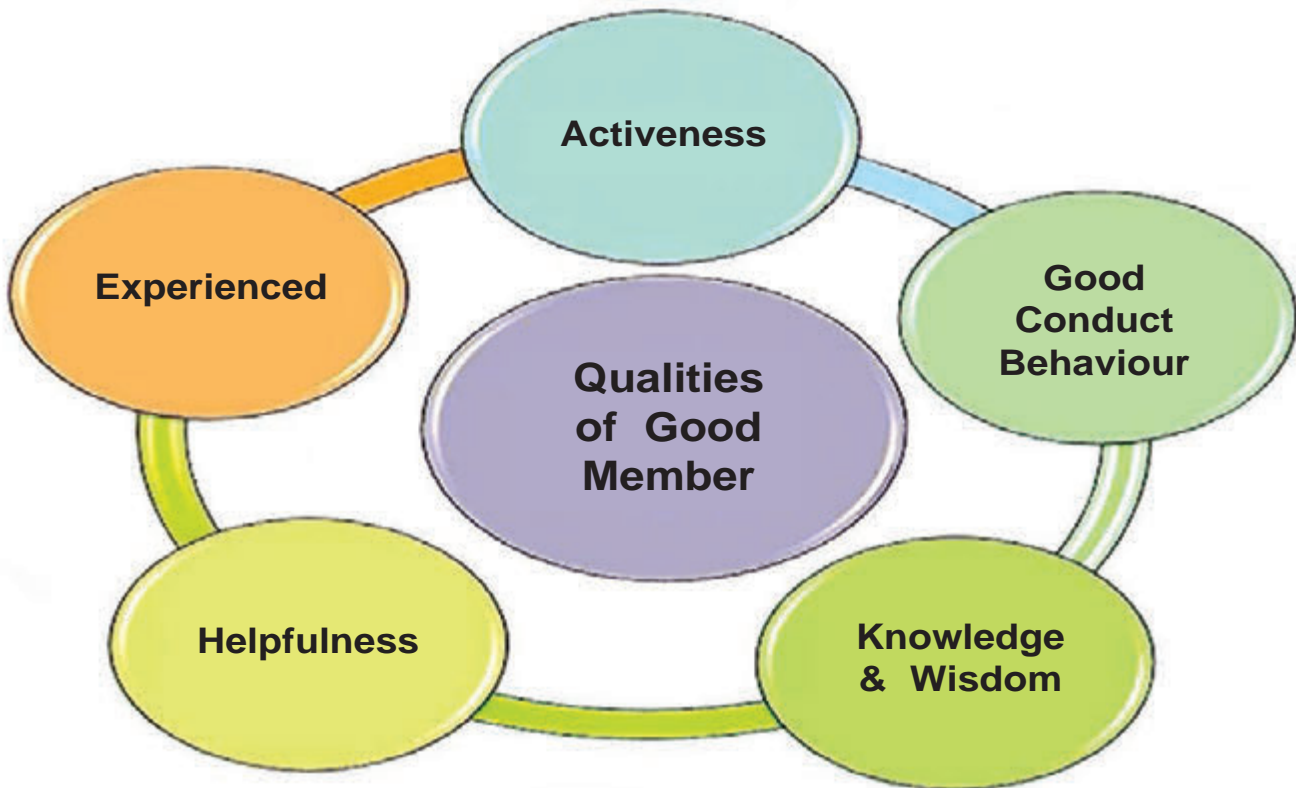 Activeness
Experienced
Good
Conduct
Behaviour
Qualities
of Good
Member
Helpfulness
Knowledge
& Wisdom